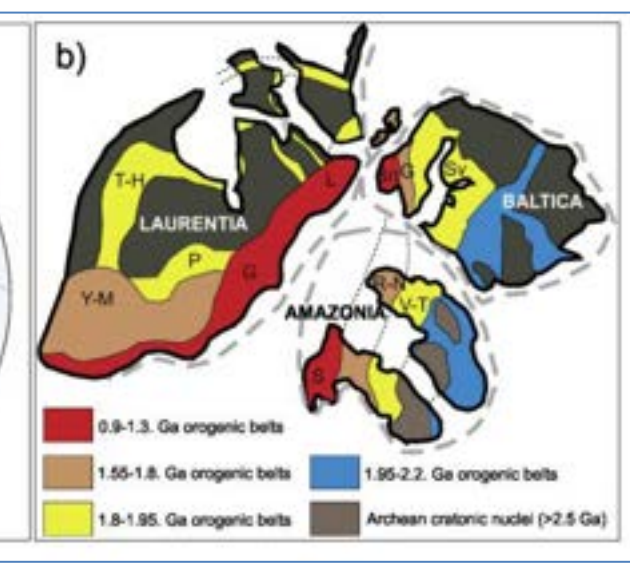 b)
T-H
LAURENTIA
L
P
G
Y-M
G
Sv
BALTICA
R-N
V-T
AMAZONIA
S
0.9-1.3. Ga orogenic belts
1.55-1.8. Ga orogenic belts
1.8-1.95. Ga orogenic belts
1.95-2.2. Ga orogenic belts
Archean cratonic nuclei (>2.5 Ga)